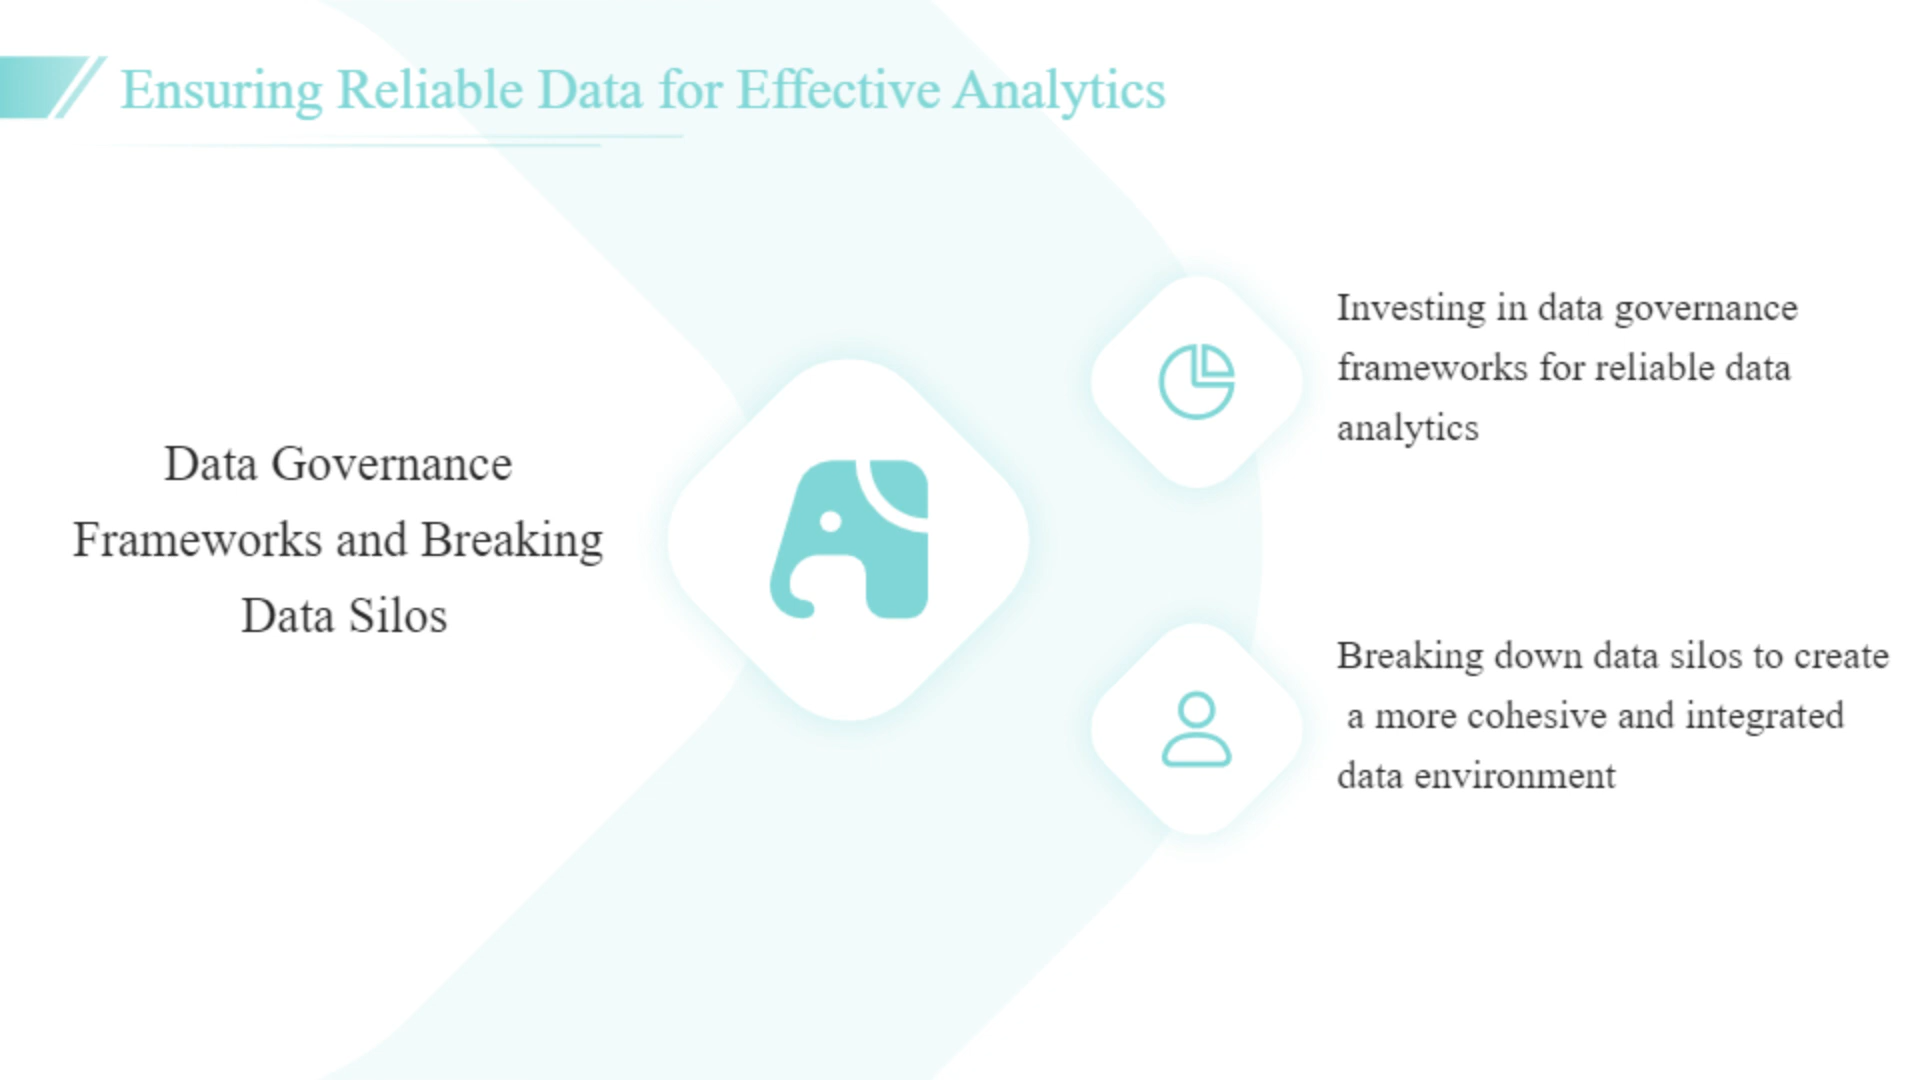 Ensuring Reliable Data for Effective Analytics
Data Governance
Frameworks and Breaking
Data Silos
Investing in data governance
frameworks for reliable data
analytics
Breaking down data silos to create
a more cohesive and integrated
data environment